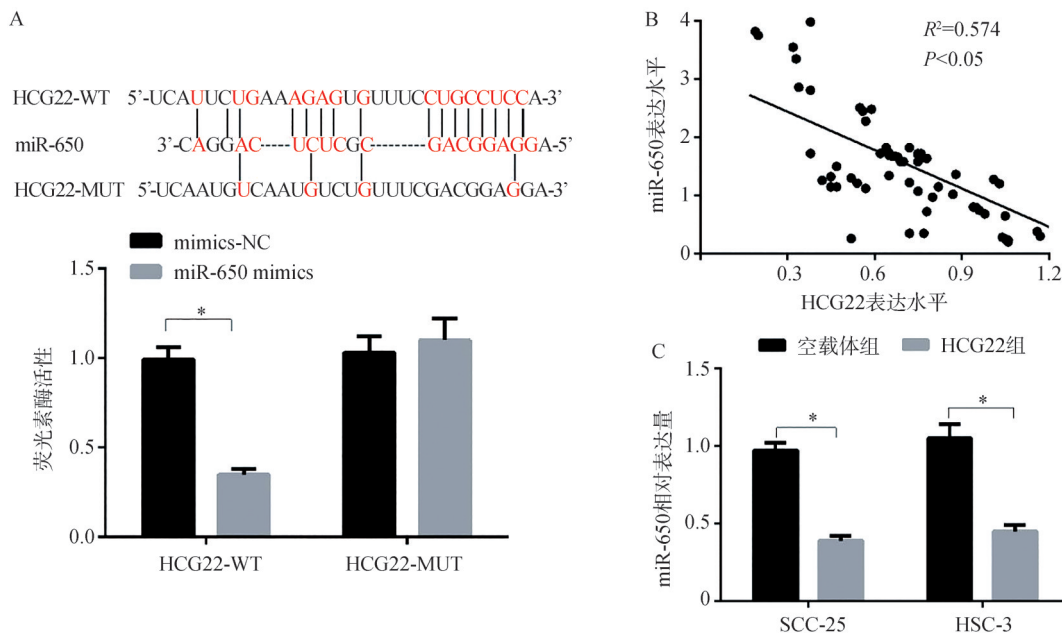 A
HCG22-WT 5'-UCAUUCUGAAAGAGUGUUUCCUGCCUCCA-3'
miR-650 3'-CAGGAC-----UCUCGC--------GACGGAGGA-5'
HCG22-MUT 5'-UCAAUGUCAAUGUCUGUUUCGACGGAGGA-3'
mimics-NC
miR-650 mimics
荧光素酶活性
1.5
1.0
0.5
0.0
*
HCG22-WT HCG22-MUT
B
R²=0.574
P<0.05
miR-650表达水平
4
3
2
1
0
0.3 0.6 0.9 1.2
HCG22表达水平
C
空载体组 HCG22组
miR-650相对表达量
1.5
1.0
0.5
0
* *
SCC-25 HSC-3